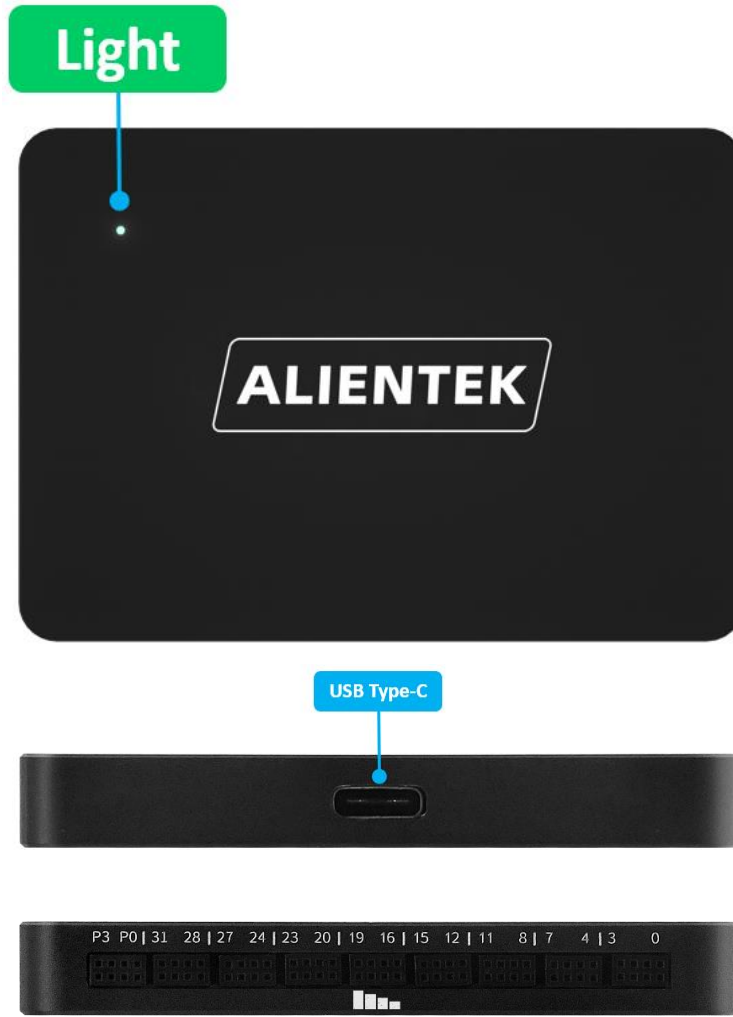 Light
ALIENTEK
USB Type-C
P3 P0 | 31 28 | 27 24 | 23 20 | 19 16 | 15 12 | 11 8 | 7 4 | 3 0